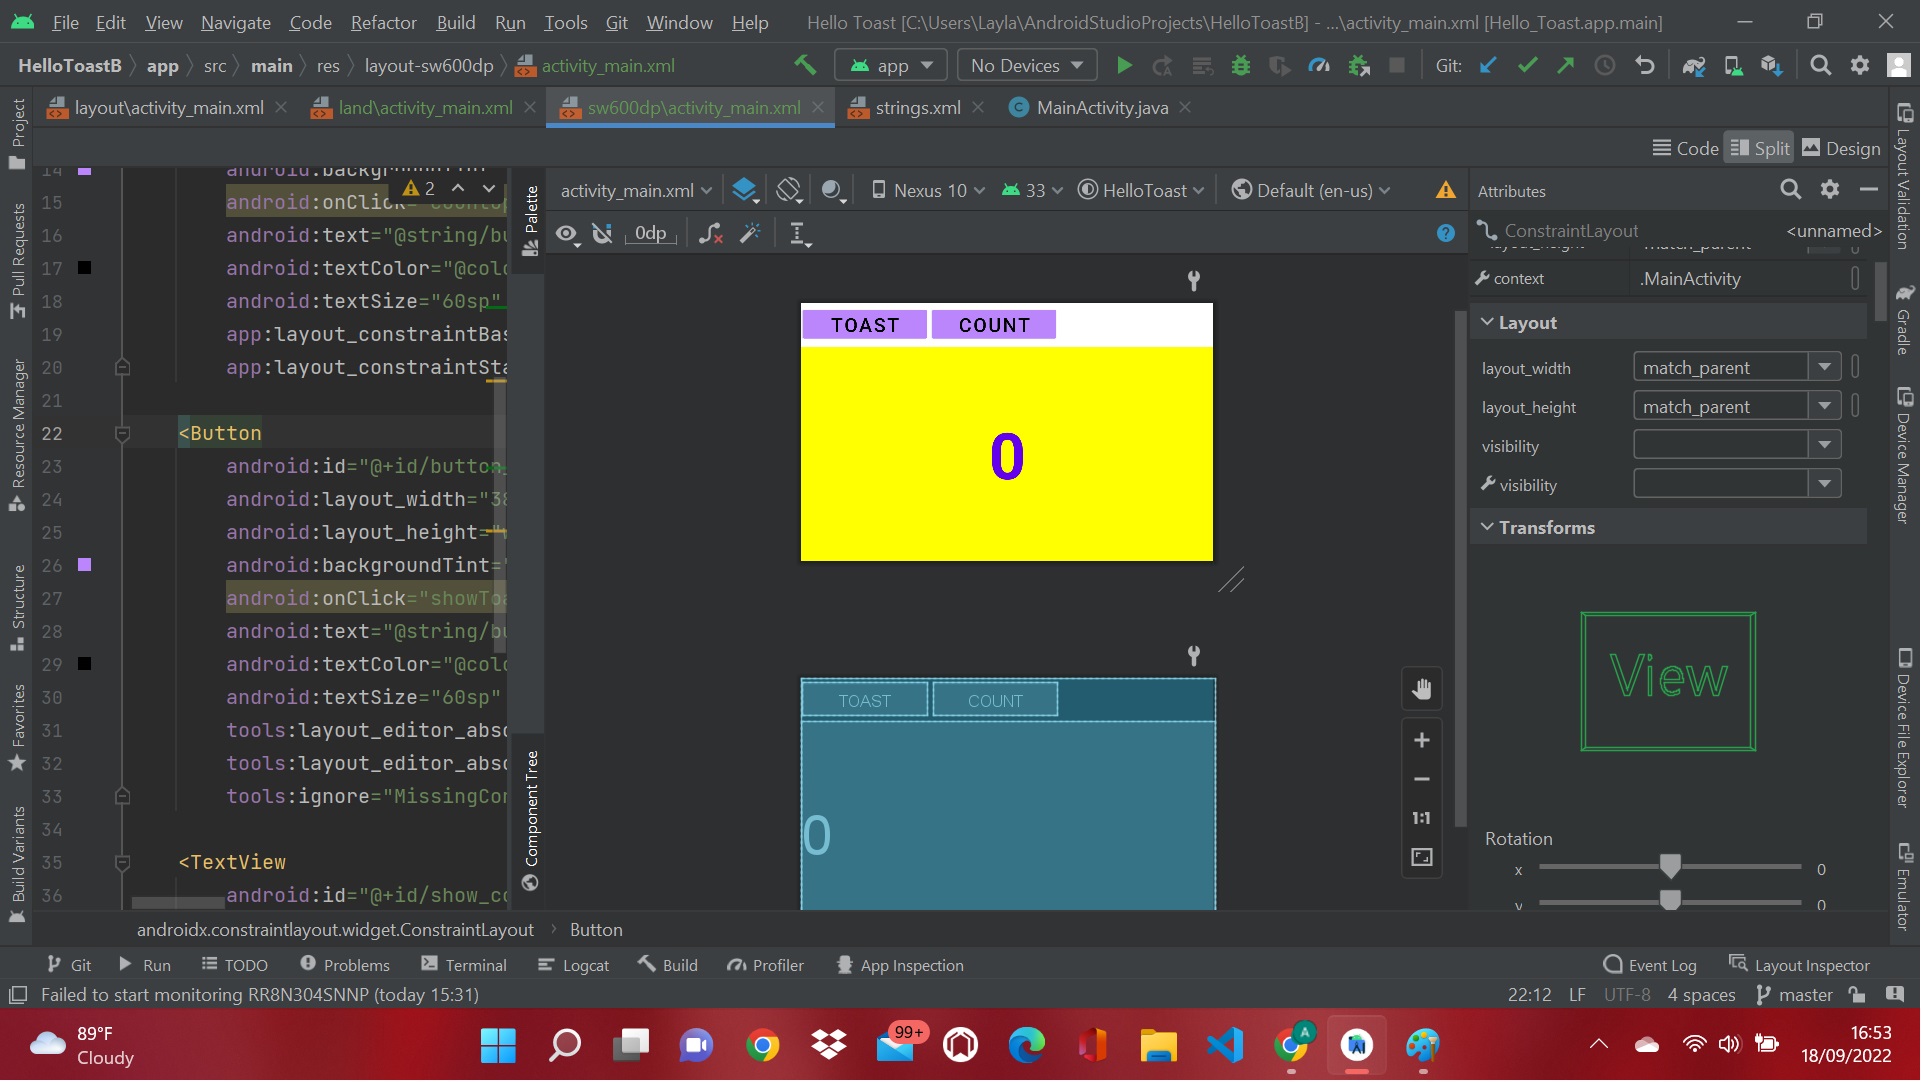 File Edit View Navigate Code Refactor Build Run Tools Git Window Help Hello Toast [C:\Users\Layla\AndroidStudioProjects\HelloToastB] - ...\activity_main.xml [Hello_Toast.app.main]
HelloToastB app src main res layout-sw600dp activity_main.xml app No Devices Git:
layout\activity_main.xml land\activity_main.xml sw600dp\activity_main.xml strings.xml MainActivity.java
Code Split Design
Project
Pull Requests
Resource Manager
Structure
Favorites
Build Variants
14
15 android:onClick
16 android:text="@string/bu
17 android:textColor="@colo
18 android:textSize="60sp"
19 app:layout_constraintBas
20 app:layout_constraintSta
21
22 <Button
23 android:id="@+id/button_
24 android:layout_width="38
25 android:layout_height="
26 android:backgroundTint=
27 android:onClick="showToa
28 android:text="@string/bu
29 android:textColor="@colo
30 android:textSize="60sp"
31 tools:layout_editor_abso
32 tools:layout_editor_abso
33 tools:ignore="MissingCon
34
35 <TextView
36 android:id="@+id/show_co
2
Palette
Component Tree
activity_main.xml Nexus 10 33 HelloToast Default (en-us)
0dp
TOAST COUNT
0
TOAST COUNT
0
1:1
Attributes
ConstraintLayout <unnamed>
context .MainActivity
Layout
layout_width match_parent
layout_height match_parent
visibility
visibility
Transforms
View
Rotation
x 0
y 0
Layout Validation
Gradle
Device Manager
Device File Explorer
Emulator
androidx.constraintlayout.widget.ConstraintLayout Button
Git Run TODO Problems Terminal Logcat Build Profiler App Inspection Event Log Layout Inspector
Failed to start monitoring RR8N304SNNP (today 15:31) 22:12 LF UTF-8 4 spaces master
89°F
Cloudy
99+
A
16:53
18/09/2022